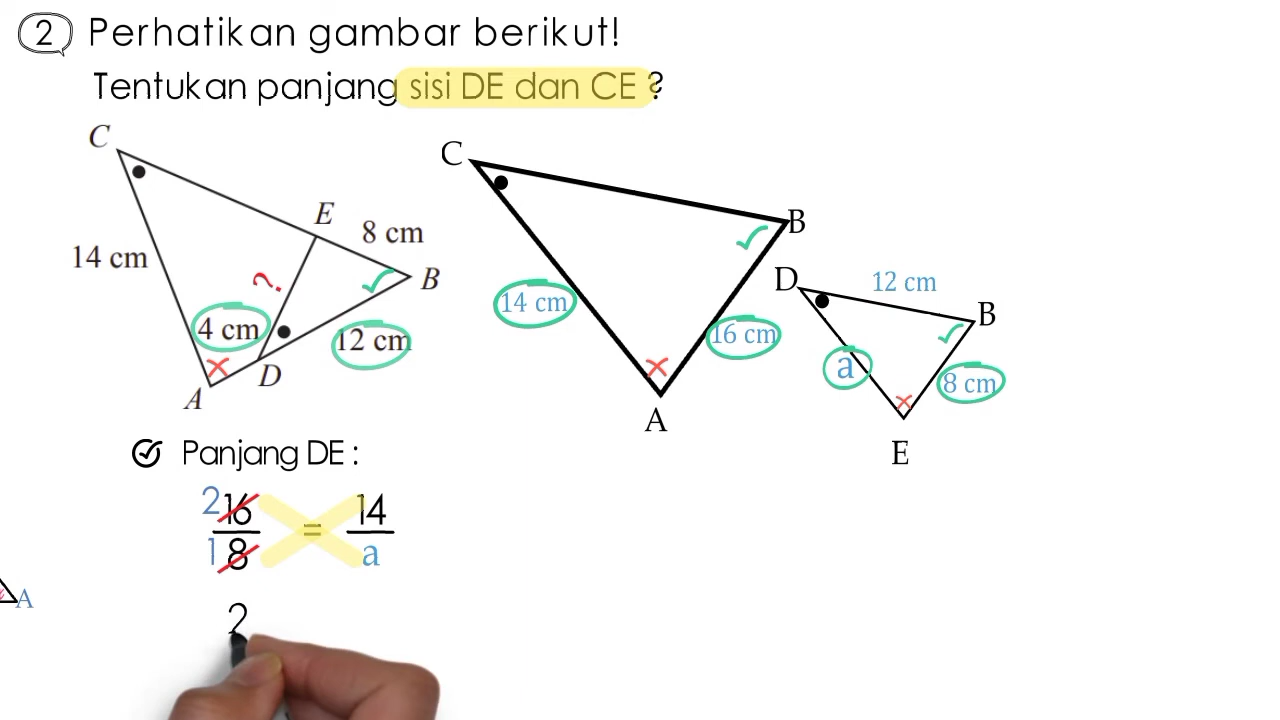 2 Perhatikan gambar berikut!
Tentukan panjang sisi DE dan CE ?
C
E
8 cm
14 cm
?
B
4 cm
12 cm
D
A
C
B
14 cm
16 cm
A
D
12 cm
B
a
8 cm
E
Panjang DE :
2 16 = 14
1 8 a
A
2